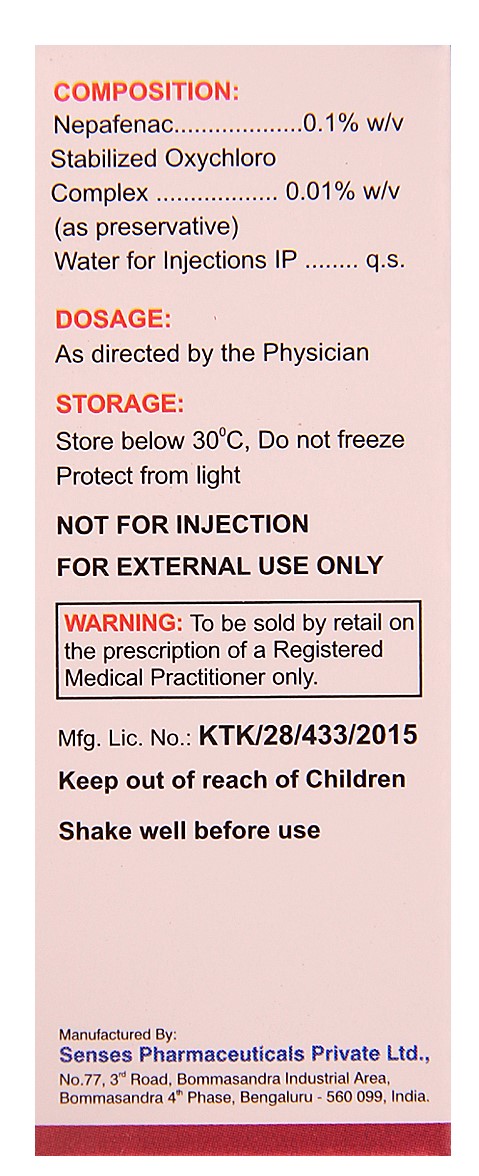 COMPOSITION:
Nepafenac...................0.1% w/v
Stabilized Oxychloro
Complex .................. 0.01% w/v
(as preservative)
Water for Injections IP ........ q.s.
DOSAGE:
As directed by the Physician
STORAGE:
Store below 30⁰C, Do not freeze
Protect from light
NOT FOR INJECTION
FOR EXTERNAL USE ONLY
WARNING: To be sold by retail on
the prescription of a Registered
Medical Practitioner only.
Mfg. Lic. No.: KTK/28/433/2015
Keep out of reach of Children
Shake well before use
Manufactured By:
Senses Pharmaceuticals Private Ltd.,
No.77, 3rd Road, Bommasandra Industrial Area,
Bommasandra 4th Phase, Bengaluru - 560 099, India.